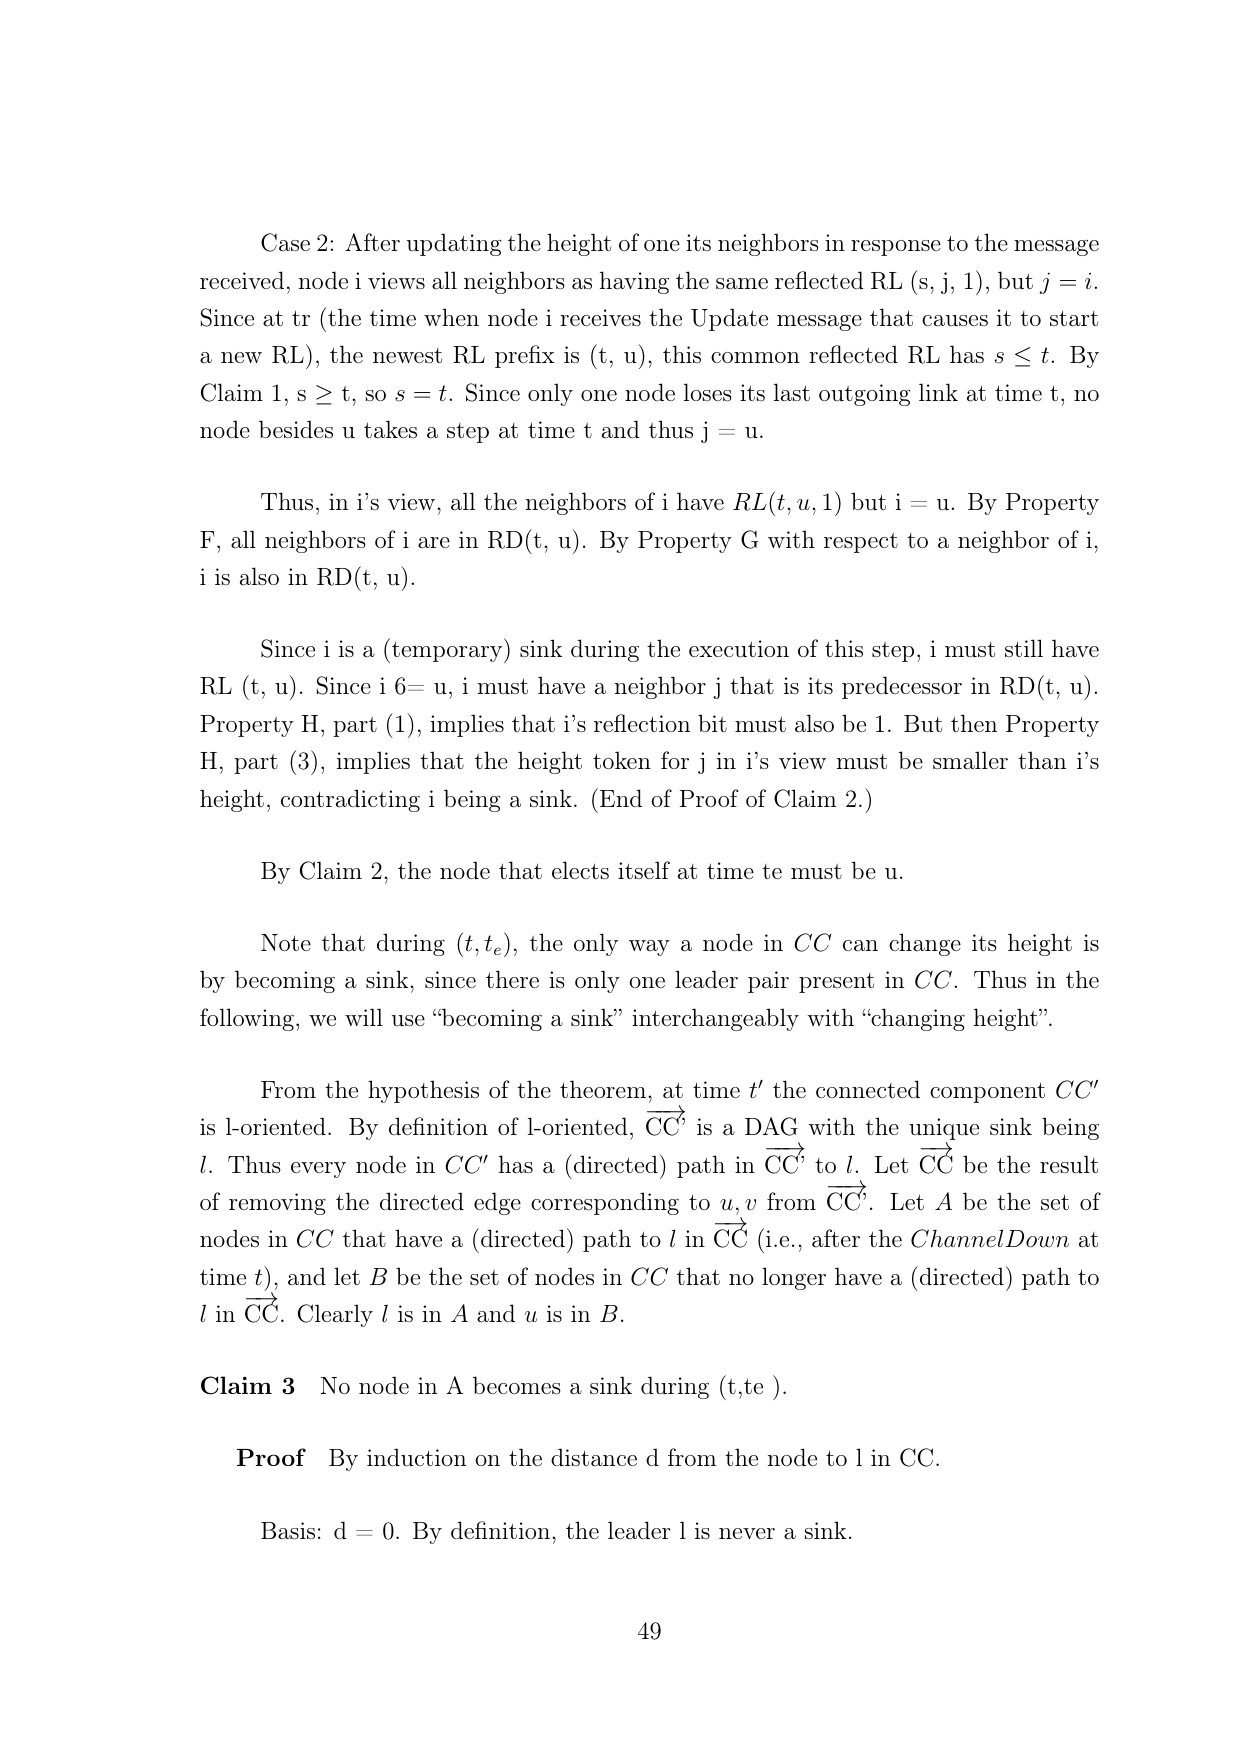 Case 2: After updating the height of one its neighbors in response to the message
received, node i views all neighbors as having the same reflected RL (s, j, 1), but j = i.
Since at tr (the time when node i receives the Update message that causes it to start
a new RL), the newest RL prefix is (t, u), this common reflected RL has s ≤ t. By
Claim 1, s ≥ t, so s = t. Since only one node loses its last outgoing link at time t, no
node besides u takes a step at time t and thus j = u.
Thus, in i's view, all the neighbors of i have RL(t, u, 1) but i = u. By Property
F, all neighbors of i are in RD(t, u). By Property G with respect to a neighbor of i,
i is also in RD(t, u).
Since i is a (temporary) sink during the execution of this step, i must still have
RL (t, u). Since i 6= u, i must have a neighbor j that is its predecessor in RD(t, u).
Property H, part (1), implies that i's reflection bit must also be 1. But then Property
H, part (3), implies that the height token for j in i's view must be smaller than i's
height, contradicting i being a sink. (End of Proof of Claim 2.)
By Claim 2, the node that elects itself at time te must be u.
Note that during (t, tₑ), the only way a node in CC can change its height is
by becoming a sink, since there is only one leader pair present in CC. Thus in the
following, we will use “becoming a sink” interchangeably with “changing height”.
From the hypothesis of the theorem, at time t′ the connected component CC′
is l-oriented. By definition of l-oriented, $\overrightarrow{\text{CC'}}$ is a DAG with the unique sink being
l. Thus every node in CC′ has a (directed) path in $\overrightarrow{\text{CC'}}$ to l. Let $\overrightarrow{\text{CC}}$ be the result
of removing the directed edge corresponding to u, v from $\overrightarrow{\text{CC'}}$. Let A be the set of
nodes in CC that have a (directed) path to l in $\overrightarrow{\text{CC}}$ (i.e., after the ChannelDown at
time t), and let B be the set of nodes in CC that no longer have a (directed) path to
l in $\overrightarrow{\text{CC}}$. Clearly l is in A and u is in B.
Claim 3 No node in A becomes a sink during (t,te ).
Proof By induction on the distance d from the node to l in CC.
Basis: d = 0. By definition, the leader l is never a sink.
49